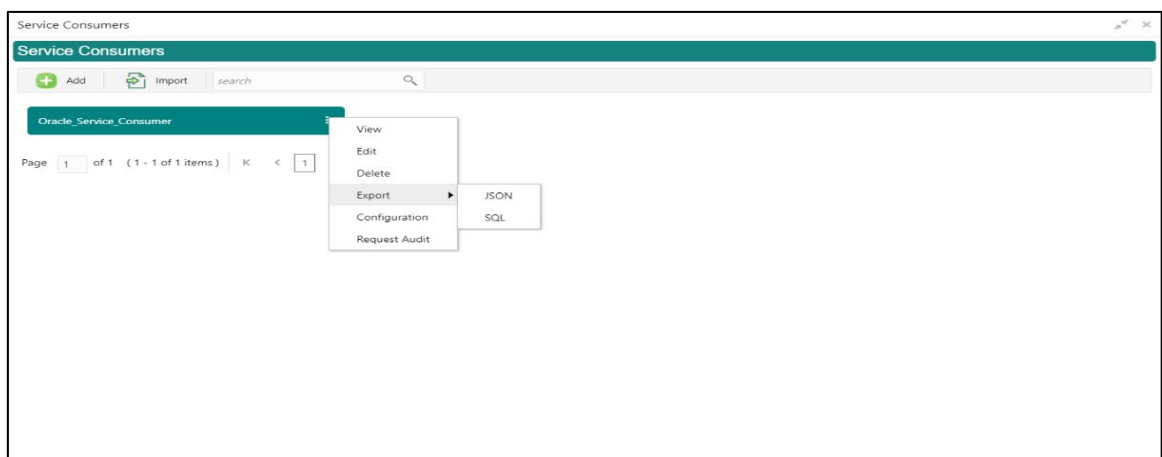 Service Consumers
Service Consumers
Add Import search
Oracle_Service_Consumer
View
Edit
Delete
Export
JSON
SQL
Configuration
Request Audit
Page 1 of 1 ( 1 - 1 of 1 items ) K < 1